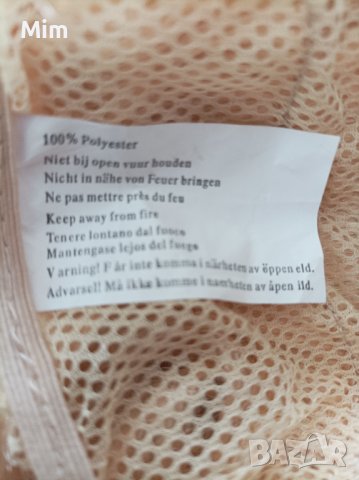 Mim
100% Polyester
Niet bij open vuur houden
Nicht in nähe von Feuer bringen
Ne pas mettre près du feu
Keep away from fire
Tenere lontano dal fuoco
Mantengase lejos del fuego
Varning! Får inte komma i närheten av öppen eld.
Advarsel! Må ikke komme i naerheten av åpen ild.
BAZAR